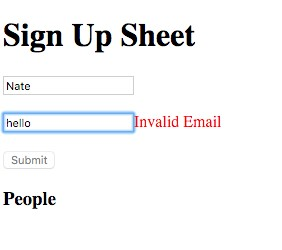 Sign Up Sheet
Nate
hello Invalid Email
Submit
People